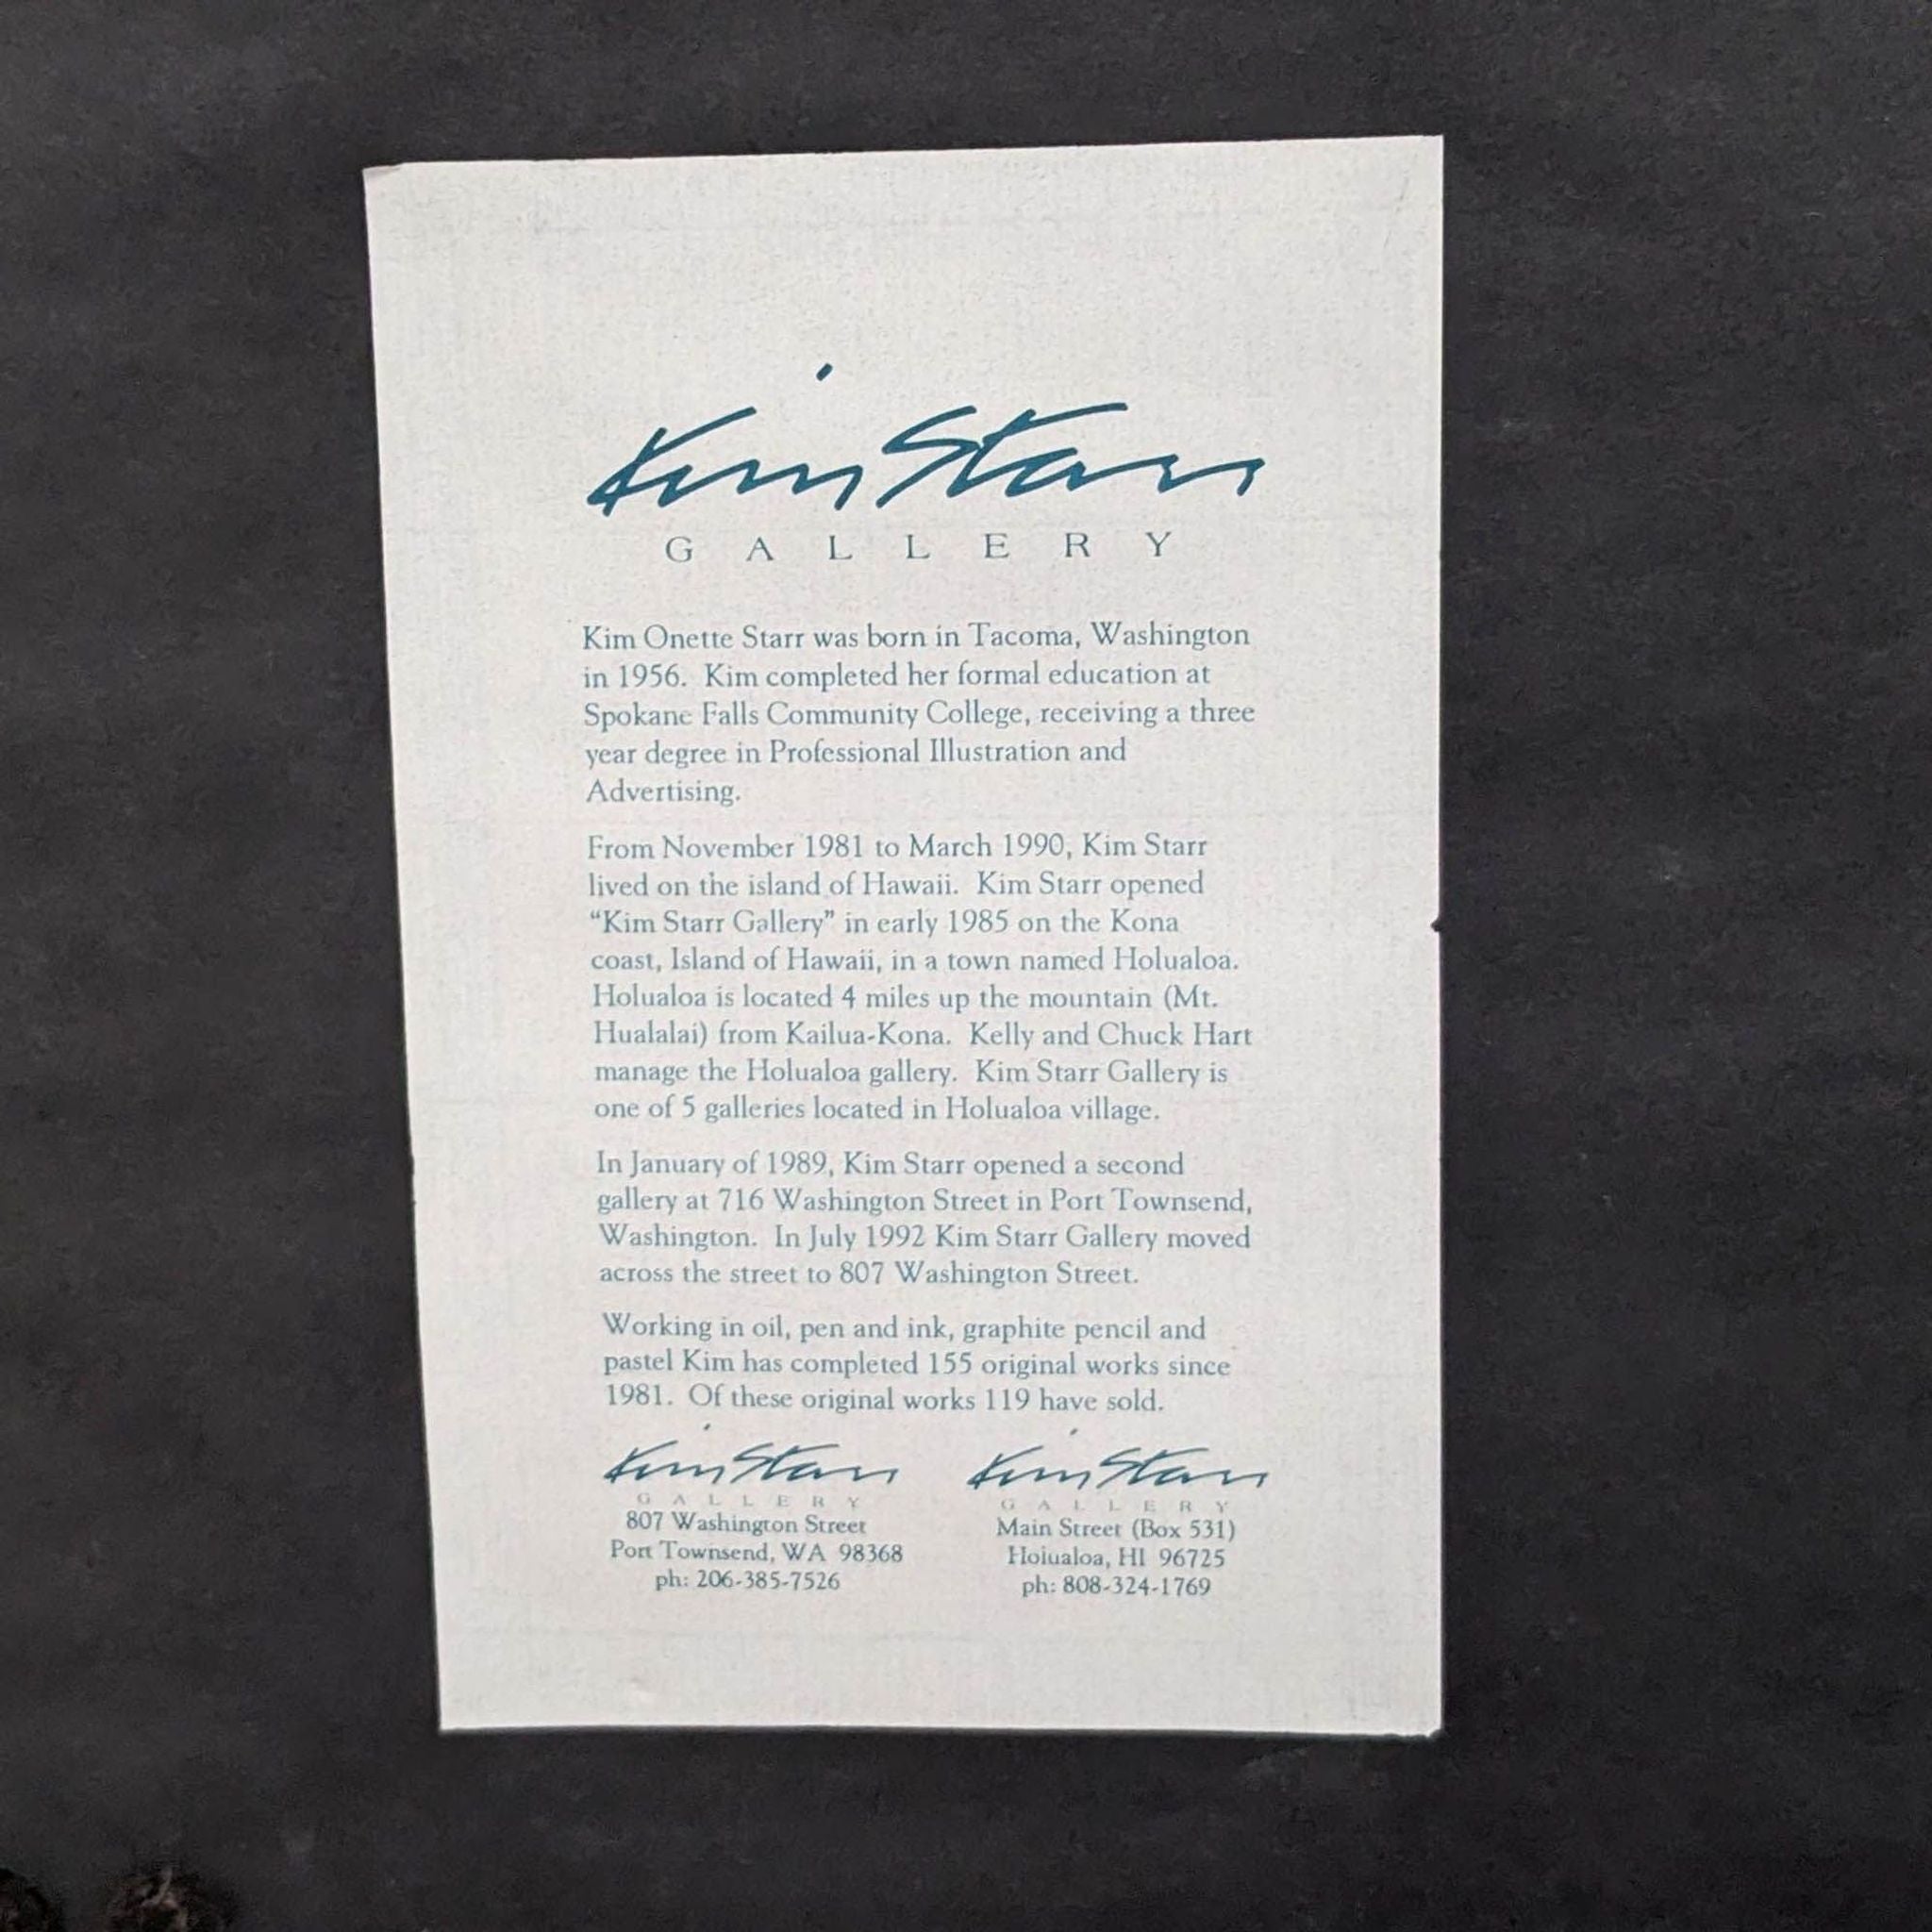 Kim Starr
GALLERY
Kim Onette Starr was born in Tacoma, Washington
in 1956. Kim completed her formal education at
Spokane Falls Community College, receiving a three
year degree in Professional Illustration and
Advertising.
From November 1981 to March 1990, Kim Starr
lived on the island of Hawaii. Kim Starr opened
“Kim Starr Gallery” in early 1985 on the Kona
coast, Island of Hawaii, in a town named Holualoa.
Holualoa is located 4 miles up the mountain (Mt.
Hualalai) from Kailua-Kona. Kelly and Chuck Hart
manage the Holualoa gallery. Kim Starr Gallery is
one of 5 galleries located in Holualoa village.
In January of 1989, Kim Starr opened a second
gallery at 716 Washington Street in Port Townsend,
Washington. In July 1992 Kim Starr Gallery moved
across the street to 807 Washington Street.
Working in oil, pen and ink, graphite pencil and
pastel Kim has completed 155 original works since
1981. Of these original works 119 have sold.
Kim Starr
GALLERY
807 Washington Street
Port Townsend, WA 98368
ph: 206-385-7526
Kim Starr
GALLERY
Main Street (Box 531)
Hoiualoa, HI 96725
ph: 808-324-1769